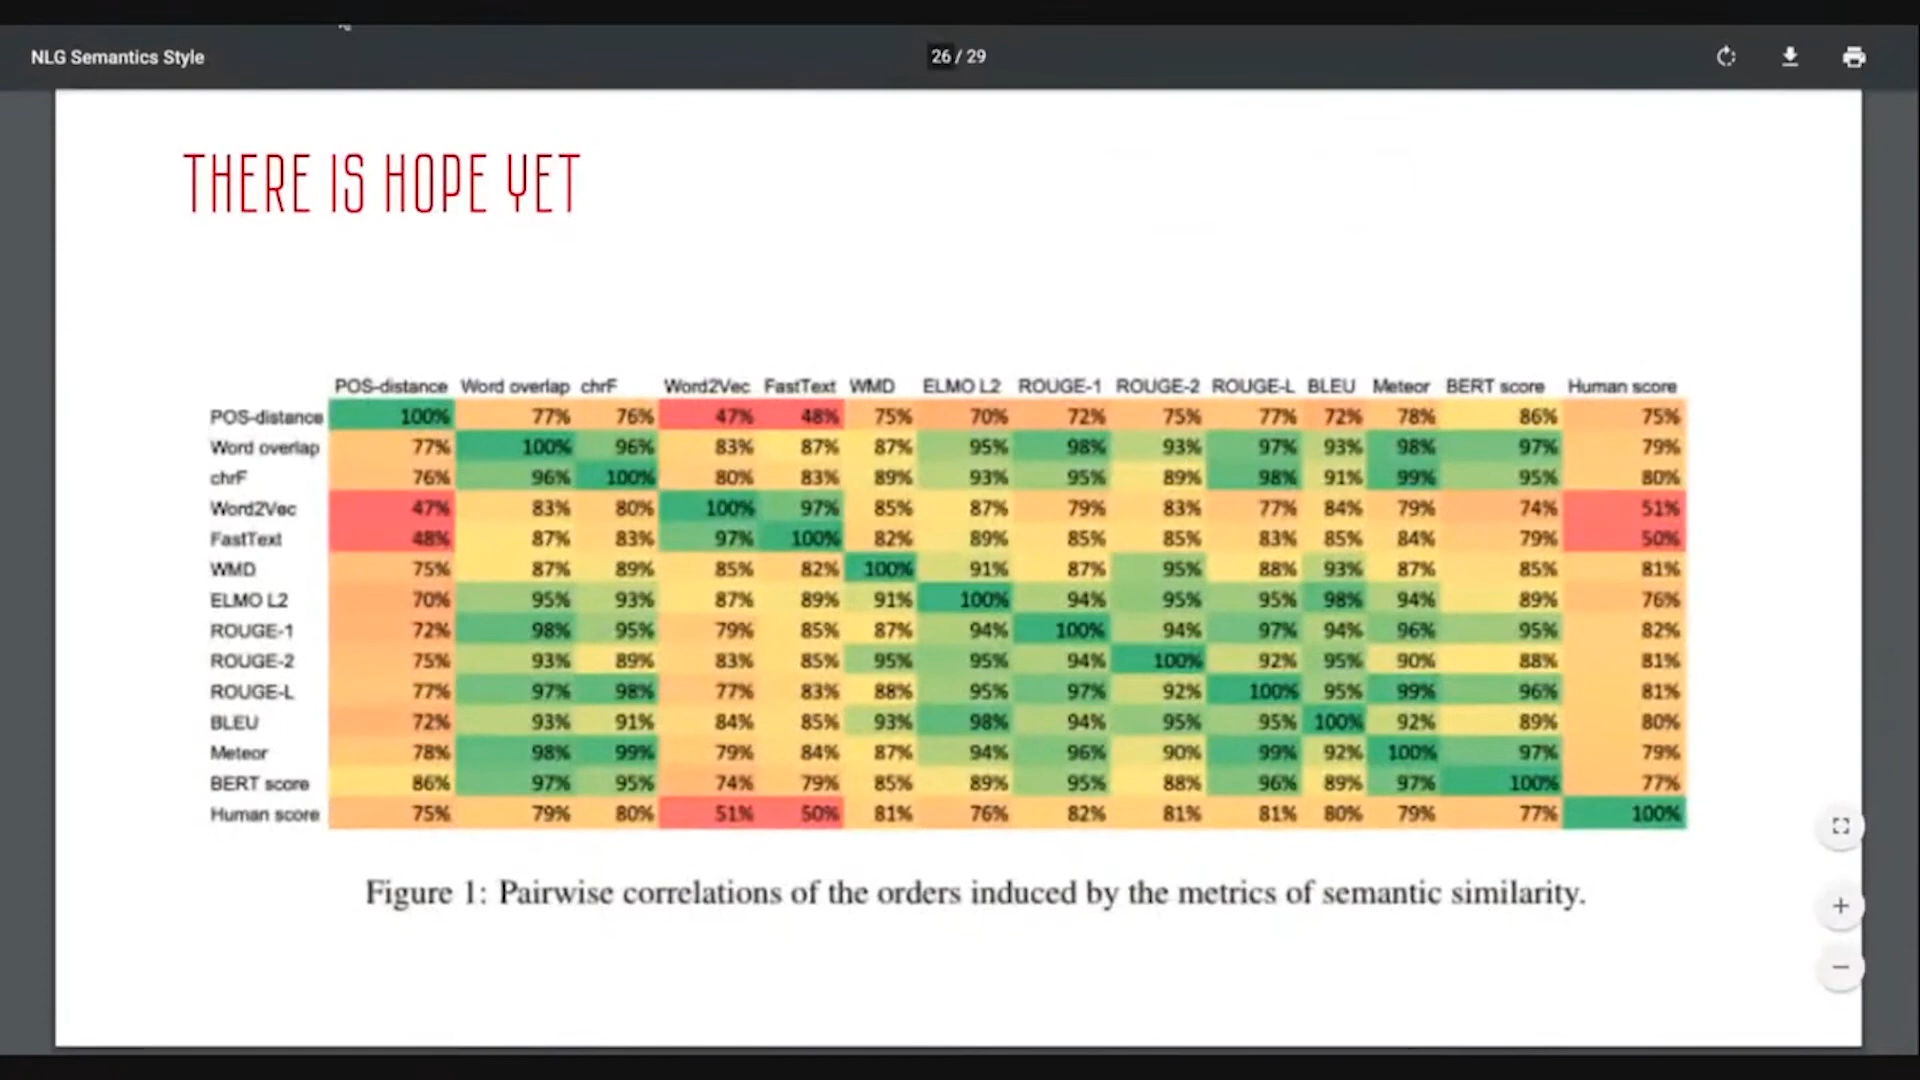 NLG Semantics Style
26 / 29
THERE IS HOPE YET
POS-distance Word overlap chrF Word2Vec FastText WMD ELMO L2 ROUGE-1 ROUGE-2 ROUGE-L BLEU Meteor BERT score Human score
POS-distance 100% 77% 76% 47% 48% 75% 70% 72% 75% 77% 72% 78% 86% 75%
Word overlap 77% 100% 96% 83% 87% 87% 95% 98% 93% 97% 93% 98% 97% 79%
chrF 76% 96% 100% 80% 83% 89% 93% 95% 89% 98% 91% 99% 95% 80%
Word2Vec 47% 83% 80% 100% 97% 85% 87% 79% 83% 77% 84% 79% 74% 51%
FastText 48% 87% 83% 97% 100% 82% 89% 85% 85% 83% 85% 84% 79% 50%
WMD 75% 87% 89% 85% 82% 100% 91% 87% 95% 88% 93% 87% 85% 81%
ELMO L2 70% 95% 93% 87% 89% 91% 100% 94% 95% 95% 98% 94% 89% 76%
ROUGE-1 72% 98% 95% 79% 85% 87% 94% 100% 94% 97% 94% 96% 95% 82%
ROUGE-2 75% 93% 89% 83% 85% 95% 95% 94% 100% 92% 95% 90% 88% 81%
ROUGE-L 77% 97% 98% 77% 83% 88% 95% 97% 92% 100% 95% 99% 96% 81%
BLEU 72% 93% 91% 84% 85% 93% 98% 94% 95% 95% 100% 92% 89% 80%
Meteor 78% 98% 99% 79% 84% 87% 94% 96% 90% 99% 92% 100% 97% 79%
BERT score 86% 97% 95% 74% 79% 85% 89% 95% 88% 96% 89% 97% 100% 77%
Human score 75% 79% 80% 51% 50% 81% 76% 82% 81% 81% 80% 79% 77% 100%
Figure 1: Pairwise correlations of the orders induced by the metrics of semantic similarity.